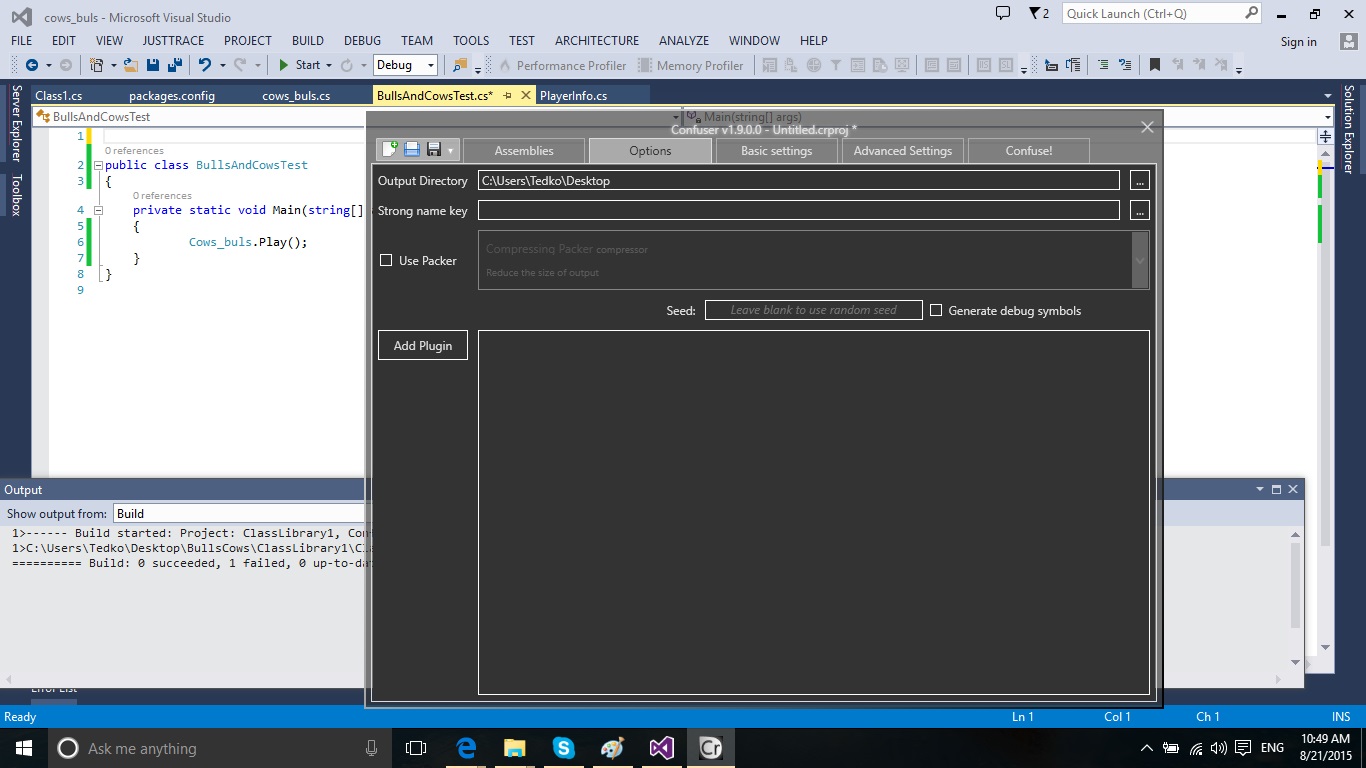 cows_buls - Microsoft Visual Studio
2
Quick Launch (Ctrl+Q)
FILE EDIT VIEW JUSTTRACE PROJECT BUILD DEBUG TEAM TOOLS TEST ARCHITECTURE ANALYZE WINDOW HELP
Sign in
Start Debug Performance Profiler Memory Profiler
Server Explorer
Toolbox
Solution Explorer
Class1.cs packages.config cows_buls.cs BullsAndCowsTest.cs* PlayerInfo.cs
BullsAndCowsTest
Main(string[] args)
1
0 references
2 public class BullsAndCowsTest
3 {
0 references
4 private static void Main(string[]
5 {
6 Cows_buls.Play();
7 }
8 }
9
Confuser v1.9.0.0 - Untitled.crproj *
Assemblies Options Basic settings Advanced Settings Confuse!
Output Directory C:\Users\Tedko\Desktop ...
Strong name key ...
Use Packer
Compressing Packer compressor
Reduce the size of output
Seed: Leave blank to use random seed Generate debug symbols
Add Plugin
Output
Show output from: Build
1>------ Build started: Project: ClassLibrary1, Con
1>C:\Users\Tedko\Desktop\BullsCows\ClassLibrary1\Cl
========== Build: 0 succeeded, 1 failed, 0 up-to-da
Error List
Ready Ln 1 Col 1 Ch 1 INS
Ask me anything
Cr
ENG
10:49 AM
8/21/2015